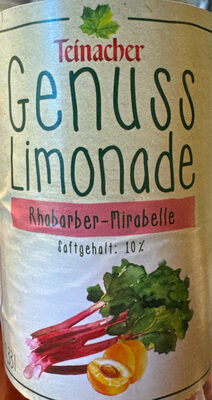 Teinacher
Genuss
Limonade
Rhabarber-Mirabelle
Saftgehalt: 10%